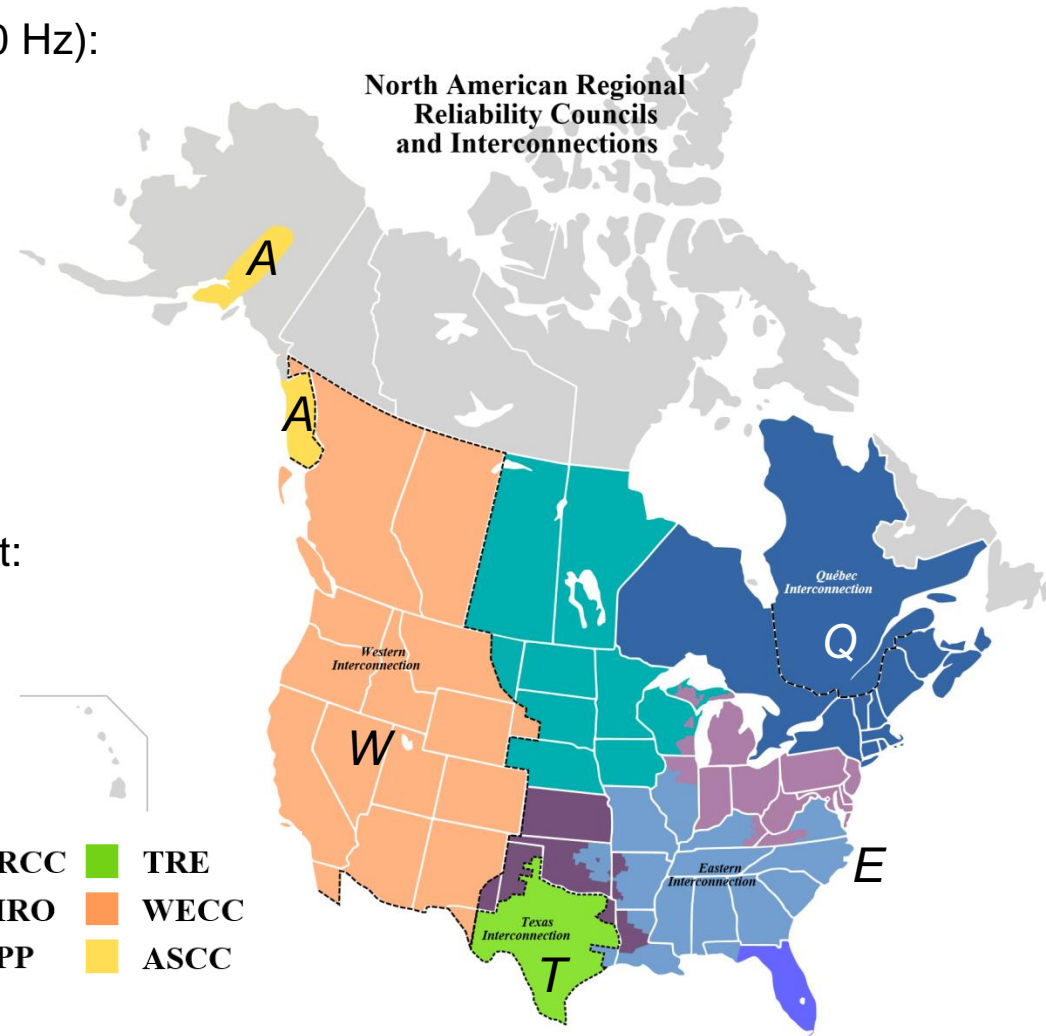 0 Hz):
North American Regional
Reliability Councils
and Interconnections
A
A
t:
Québec
Interconnection
Q
Western
Interconnection
W
Eastern
Interconnection
E
Texas
Interconnection
T
RCC TRE
IRO WECC
PP ASCC